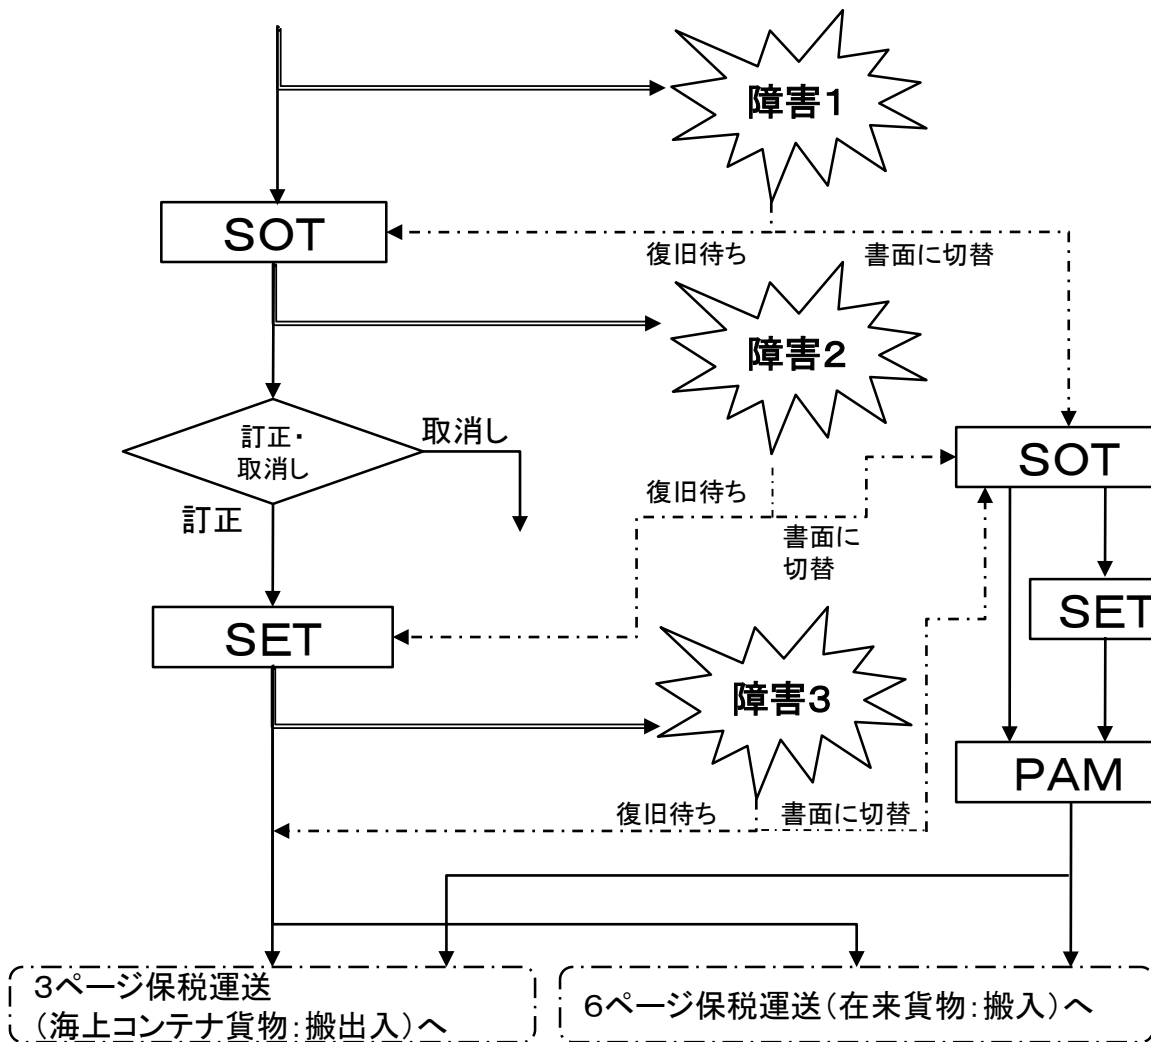 障害1
SOT
復旧待ち
書面に切替
障害2
訂正・
取消し
取消し
SOT
復旧待ち
訂正
書面に
切替
SET
SET
障害3
PAM
復旧待ち
書面に切替
3ページ保税運送
(海上コンテナ貨物:搬出入)へ
6ページ保税運送(在来貨物:搬入)へ